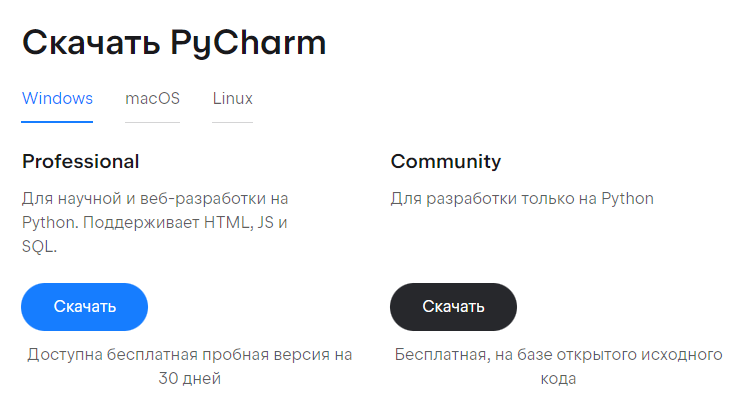 Скачать PyCharm
Windows
macOS
Linux
Professional
Для научной и веб-разработки на
Python. Поддерживает HTML, JS и
SQL.
Скачать
Доступна бесплатная пробная версия на
30 дней
Community
Для разработки только на Python
Скачать
Бесплатная, на базе открытого исходного
кода